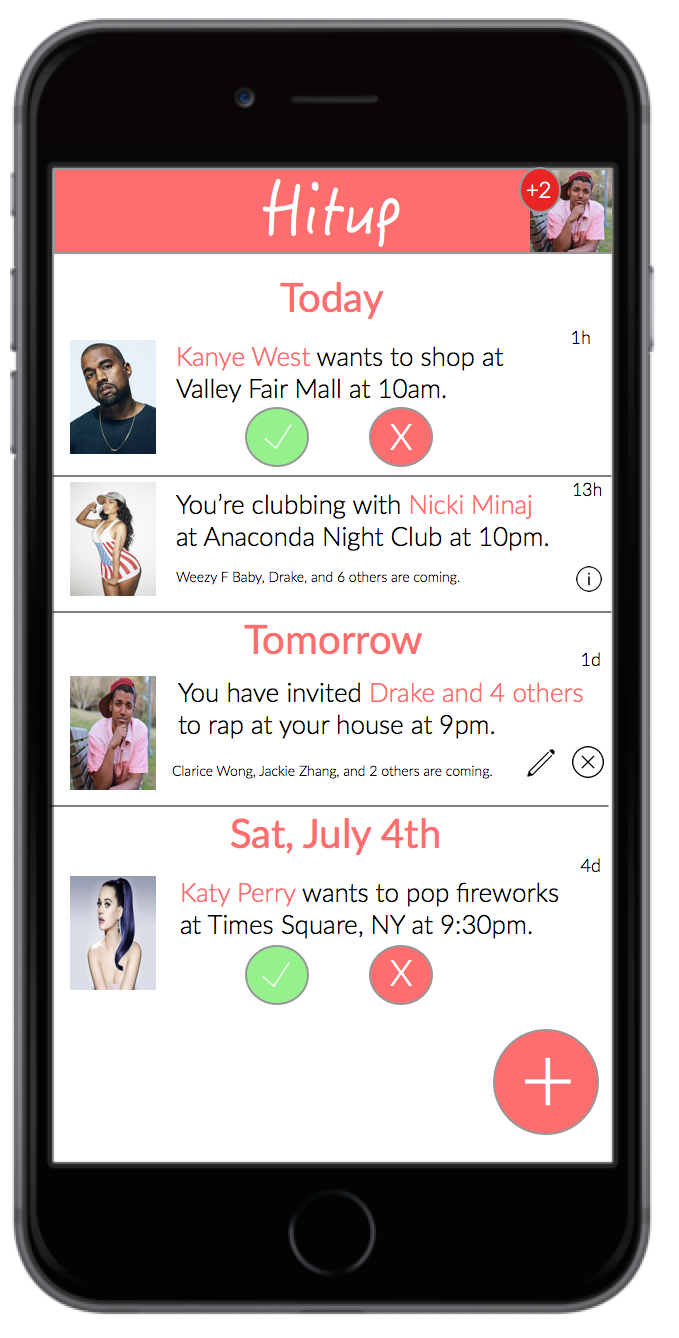 Hitup
+2
Today
1h
Kanye West wants to shop at
Valley Fair Mall at 10am.
X
13h
You’re clubbing with Nicki Minaj
at Anaconda Night Club at 10pm.
Weezy F Baby, Drake, and 6 others are coming.
i
Tomorrow
1d
You have invited Drake and 4 others
to rap at your house at 9pm.
Clarice Wong, Jackie Zhang, and 2 others are coming.
Sat, July 4th
4d
Katy Perry wants to pop fireworks
at Times Square, NY at 9:30pm.
X